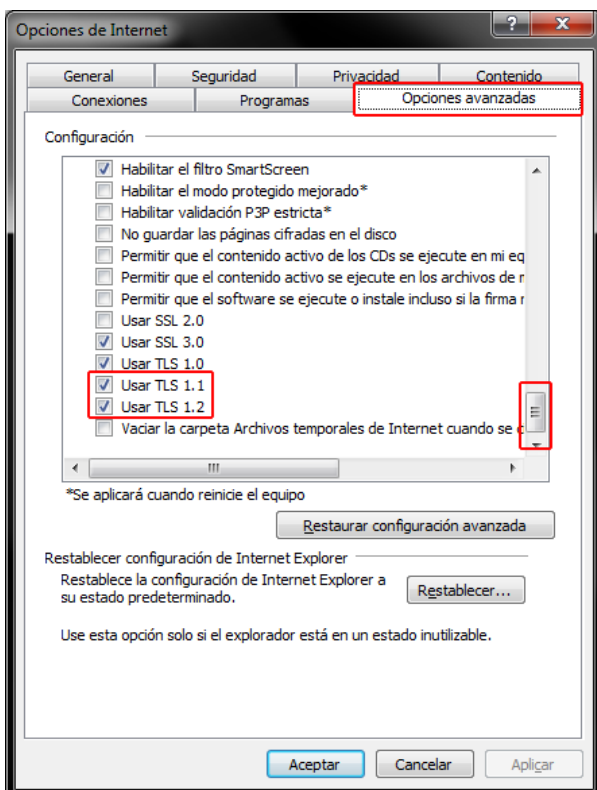 Opciones de Internet
General Seguridad Privacidad Contenido
Conexiones Programas Opciones avanzadas
Configuración
Habilitar el filtro SmartScreen
Habilitar el modo protegido mejorado*
Habilitar validación P3P estricta*
No guardar las páginas cifradas en el disco
Permitir que el contenido activo de los CDs se ejecute en mi eq
Permitir que el contenido activo se ejecute en los archivos de
Permitir que el software se ejecute o instale incluso si la firma
Usar SSL 2.0
Usar SSL 3.0
Usar TLS 1.0
Usar TLS 1.1
Usar TLS 1.2
Vaciar la carpeta Archivos temporales de Internet cuando se
*Se aplicará cuando reinicie el equipo
Restaurar configuración avanzada
Restablecer configuración de Internet Explorer
Restablece la configuración de Internet Explorer a
su estado predeterminado.
Restablecer...
Use esta opción solo si el explorador está en un estado inutilizable.
Aceptar Cancelar Aplicar